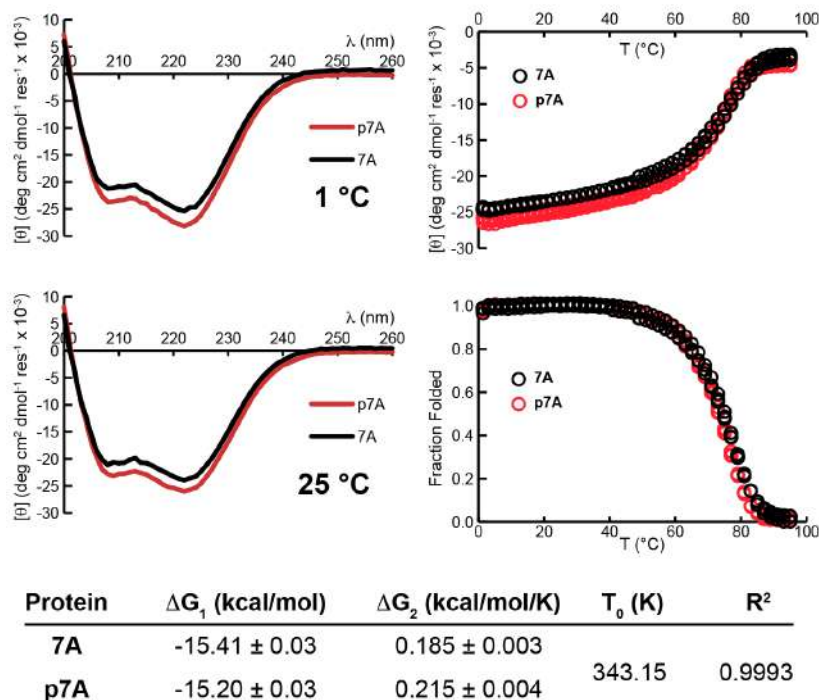 10
5
0
-5
-10
-15
-20
-25
-30
200 210 220 230 240 250 260
λ (nm)
p7A
7A
1 °C
[θ] (deg cm² dmol⁻¹ res⁻¹ x 10⁻³)
T (°C)
0 20 40 60 80 100
0
-5
-10
-15
-20
-25
-30
7A
p7A
[θ] (deg cm² dmol⁻¹ res⁻¹ x 10⁻³)
10
5
0
-5
-10
-15
-20
-25
-30
200 210 220 230 240 250 260
λ (nm)
p7A
7A
25 °C
[θ] (deg cm² dmol⁻¹ res⁻¹ x 10⁻³)
1.0
0.8
0.6
0.4
0.2
0.0
7A
p7A
Fraction Folded
0 20 40 60 80 100
T (°C)
Protein ΔG₁ (kcal/mol) ΔG₂ (kcal/mol/K) T₀ (K) R²
7A -15.41 ± 0.03 0.185 ± 0.003
343.15 0.9993
p7A -15.20 ± 0.03 0.215 ± 0.004